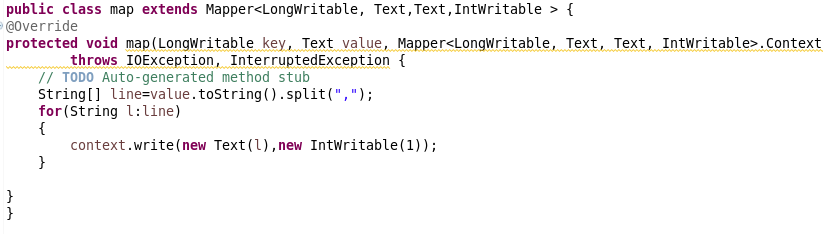 public class map extends Mapper<LongWritable, Text,Text,IntWritable > {
@Override
protected void map(LongWritable key, Text value, Mapper<LongWritable, Text, Text, IntWritable>.Context
throws IOException, InterruptedException {
// TODO Auto-generated method stub
String[] line=value.toString().split(",");
for(String l:line)
{
context.write(new Text(l),new IntWritable(1));
}
}
}